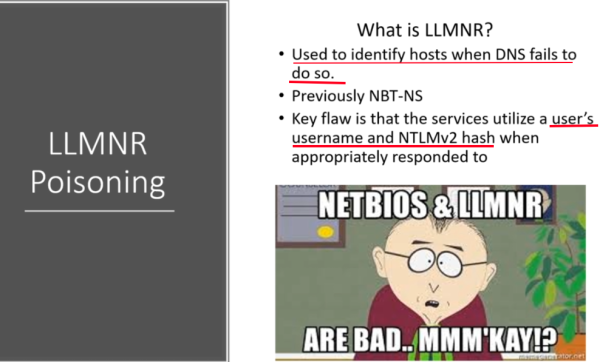 LLMNR
Poisoning
What is LLMNR?
• Used to identify hosts when DNS fails to
do so.
• Previously NBT-NS
• Key flaw is that the services utilize a user's
username and NTLMv2 hash when
appropriately responded to
NETBIOS & LLMNR
ARE BAD.. MMM'KAY!?